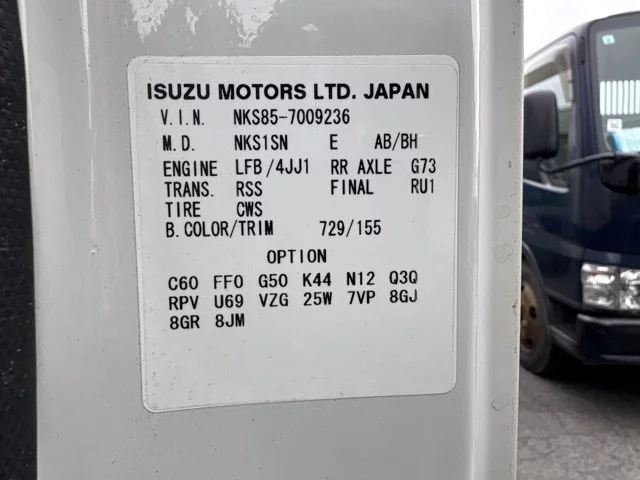 ISUZU MOTORS LTD. JAPAN
V.I.N. NKS85-7009236
M.D. NKS1SN E AB/BH
ENGINE LFB/4JJ1 RR AXLE G73
TRANS. RSS FINAL RU1
TIRE CWS
B.COLOR/TRIM 729/155
OPTION
C60 FF0 G50 K44 N12 Q3Q
RPV U69 VZG 25W 7VP 8GJ
8GR 8JM